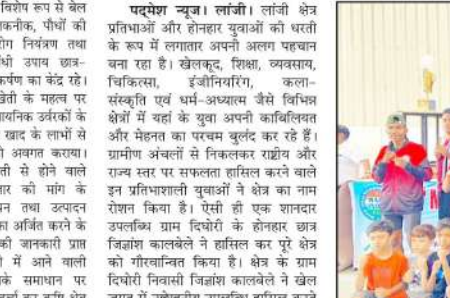 विशेष रूप से बेल
तकनीक, पौधों की
रोग नियंत्रण तथा
उपाय छात्र-
कर्षण का केंद्र रहे।
खेती के महत्व पर
सायनिक उर्वरकों के
खाद के लाभों से
अवगत कराया।
ती से होने वाले
की मांग के
तथा उत्पादन
का अर्जित करने के
की जानकारी प्राप्त
में आने वाली
के समाधान पर
पद्मेश न्यूज। लांजी। लांजी क्षेत्र
प्रतिभाओं और होनहार युवाओं की धरती
के रूप में लगातार अपनी अलग पहचान
बना रहा है। खेलकूद, शिक्षा, व्यवसाय,
चिकित्सा, इंजीनियरिंग, कला-
संस्कृति एवं धर्म-अध्यात्म जैसे विभिन्न
क्षेत्रों में यहां के युवा अपनी काबिलियत
और मेहनत का परचम बुलंद कर रहे हैं।
ग्रामीण अंचलों से निकलकर राष्ट्रीय और
राज्य स्तर पर सफलता हासिल करने वाले
इन प्रतिभाशाली युवाओं ने क्षेत्र का नाम
रोशन किया है। ऐसी ही एक शानदार
उपलब्धि ग्राम दिघोरी के होनहार छात्र
जिज्ञांश कालबेले ने हासिल कर पूरे क्षेत्र
को गौरवान्वित किया है। क्षेत्र के ग्राम
दिघोरी निवासी जिज्ञांश कालबेले ने खेल